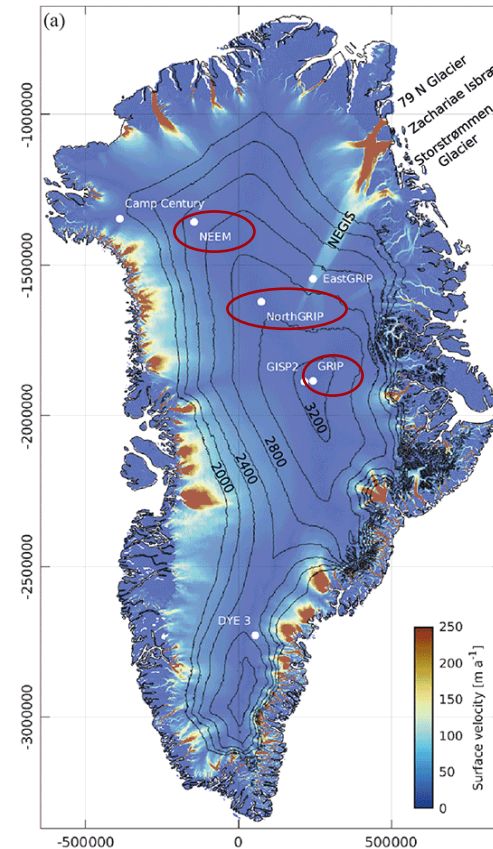 (a)
79 N Glacier
Zachariae Isbræ
Storstrømmen
Glacier
-1000000
Camp Century
NEEM
NEGIS
-1500000
EastGRIP
NorthGRIP
GISP2
GRIP
3200
-2000000
2800
2400
2000
-2500000
DYE 3
-3000000
250
200
150
100
50
0
Surface velocity [m a⁻¹]
-500000
0
500000